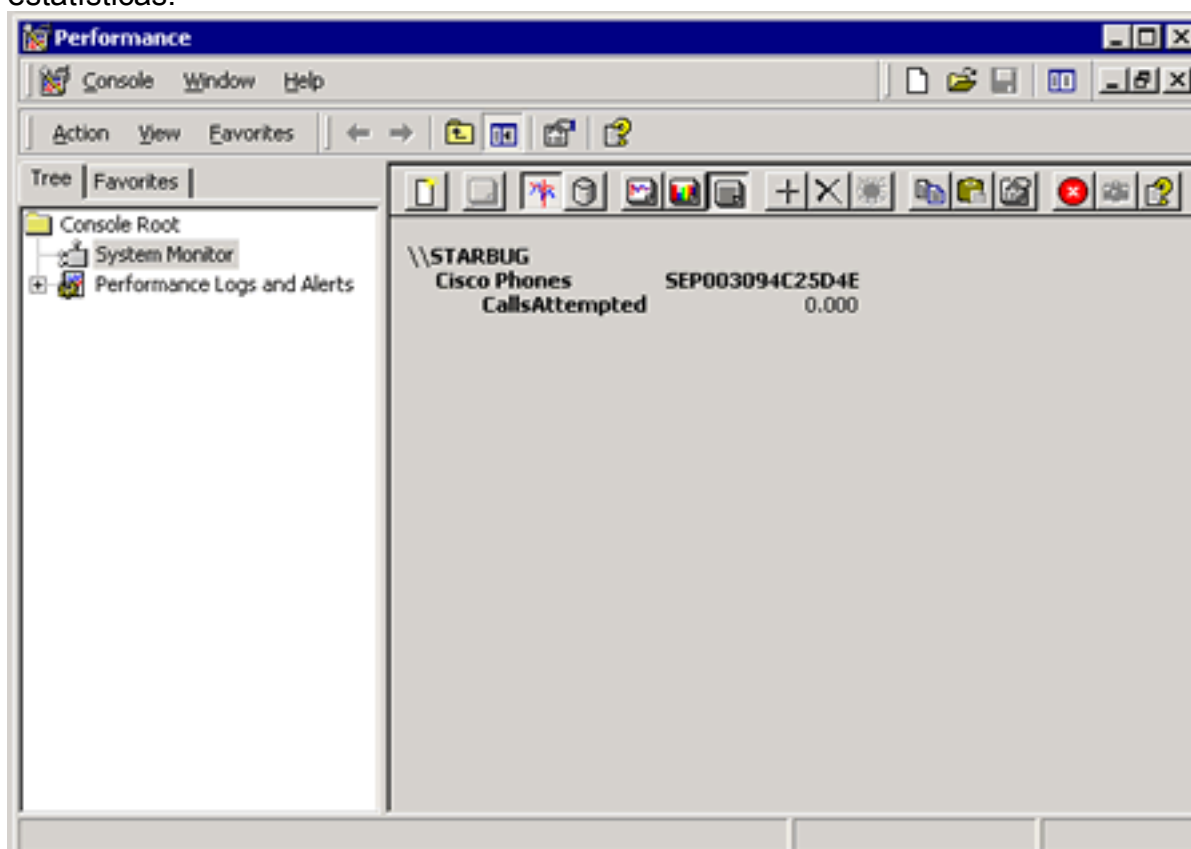 estatísticas.
Performance
Console Window Help
Action View Favorites
Tree Favorites
Console Root
System Monitor
Performance Logs and Alerts
\\STARBUG
Cisco Phones SEP003094C25D4E
CallsAttempted 0.000